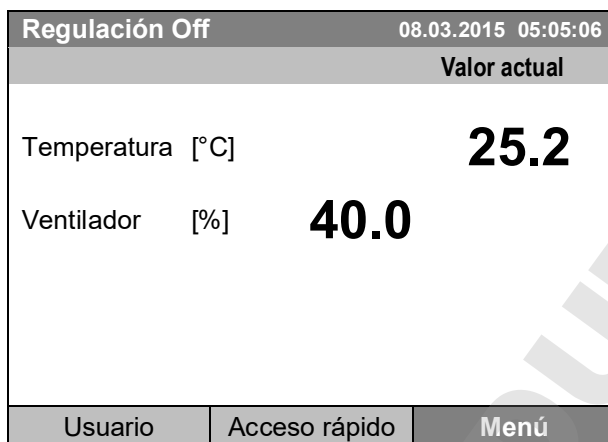 Regulación Off 08.03.2015 05:05:06
Valor actual
Temperatura [°C] 25.2
Ventilador [%] 40.0
Usuario Acceso rápido Menú